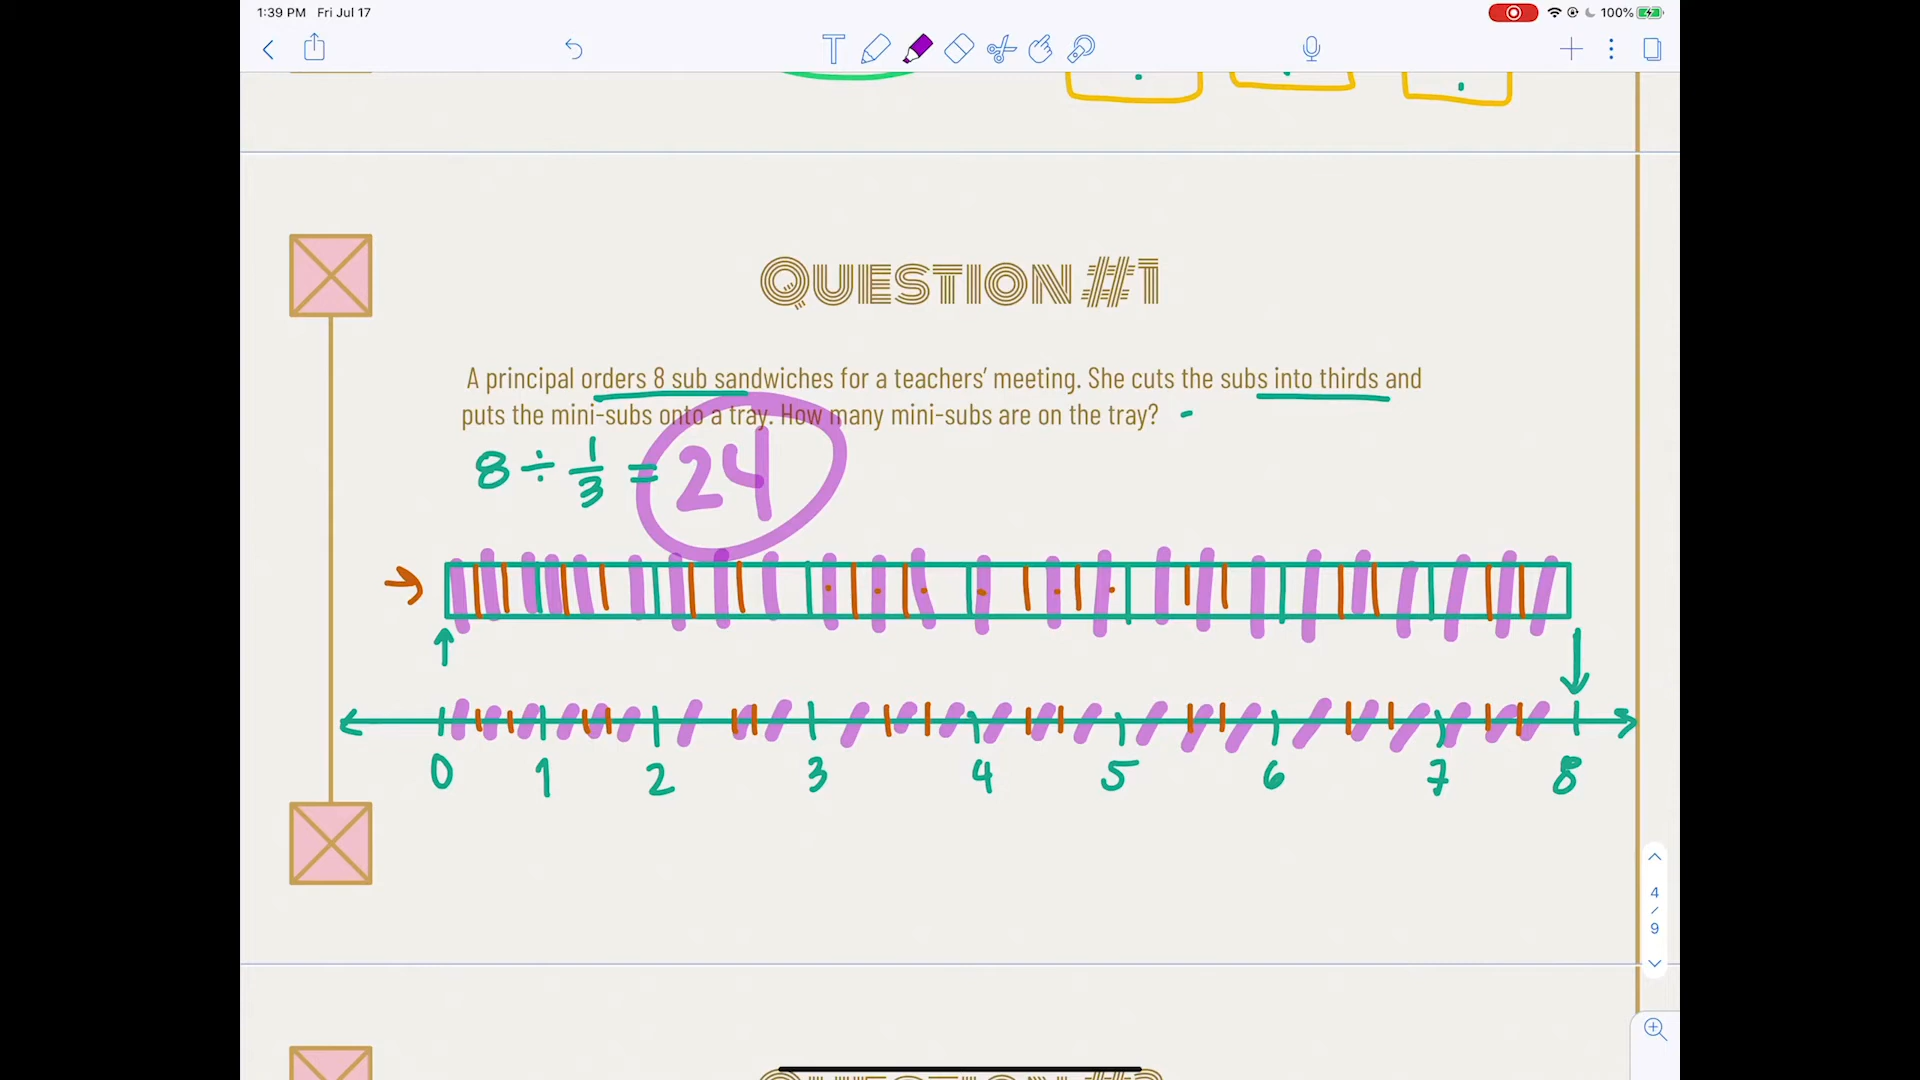 1:39 PM Fri Jul 17
100%
T
QUESTION #1
A principal orders 8 sub sandwiches for a teachers' meeting. She cuts the subs into thirds and
puts the mini-subs onto a tray. How many mini-subs are on the tray?
8 ÷ 1/3 = 24
0 1 2 3 4 5 6 7 8
4
/
9